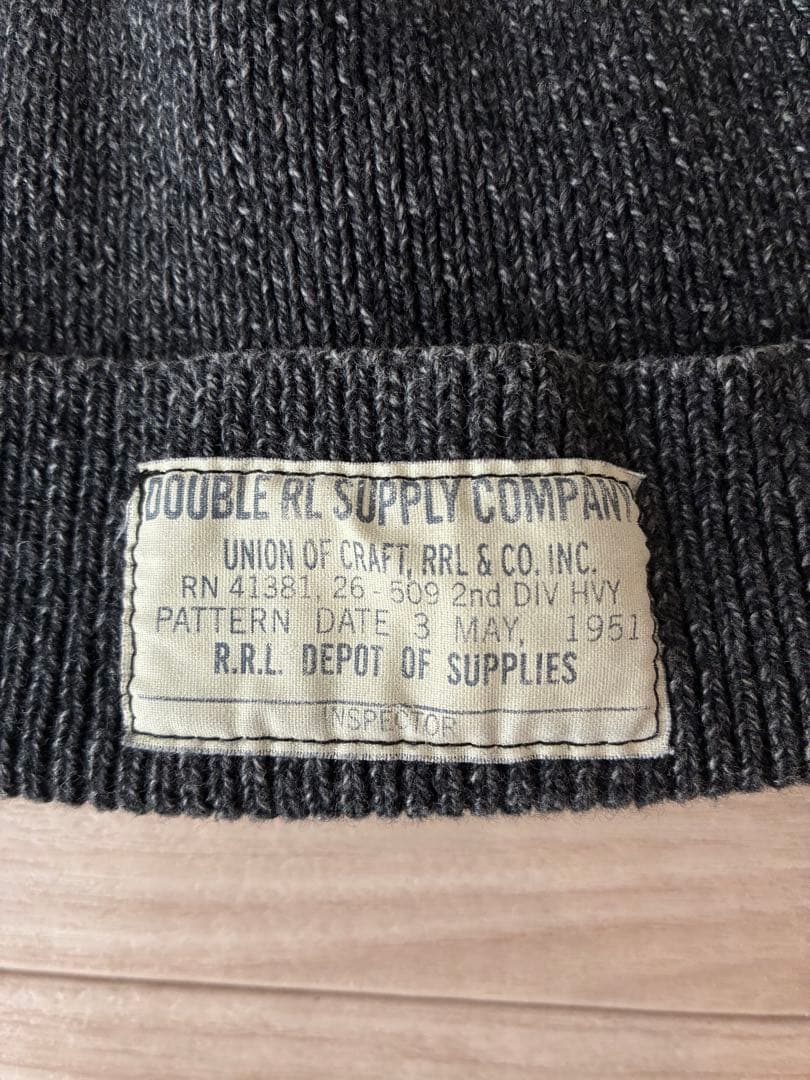 DOUBLE RL SUPPLY COMPANY
UNION OF CRAFT, RRL & CO. INC.
RN 41381, 26-509 2nd DIV HVY
PATTERN DATE 3 MAY, 1951
R.R.L. DEPOT OF SUPPLIES
INSPECTOR